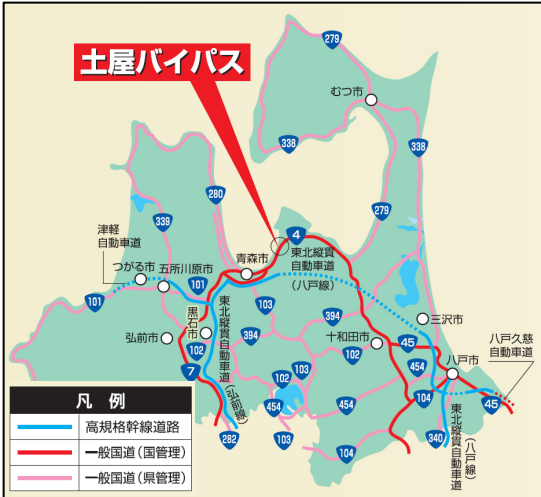 土屋バイパス
279
むつ市
338
338
280
279
339
津軽
自動車道
4
東北縦貫
自動車道
(八戸線)
青森市
つがる市
五所川原市
101
101
103
394
三沢市
黒石市
東北縦貫自動車道
(弘前線)
弘前市
102
394
十和田市
45
八戸久慈
自動車道
103
102
八戸市
7
102
454
104
454
454
45
282
103
104
340
東北縦貫
自動車道
(八戸線)
凡例
高規格幹線道路
一般国道(国管理)
一般国道(県管理)